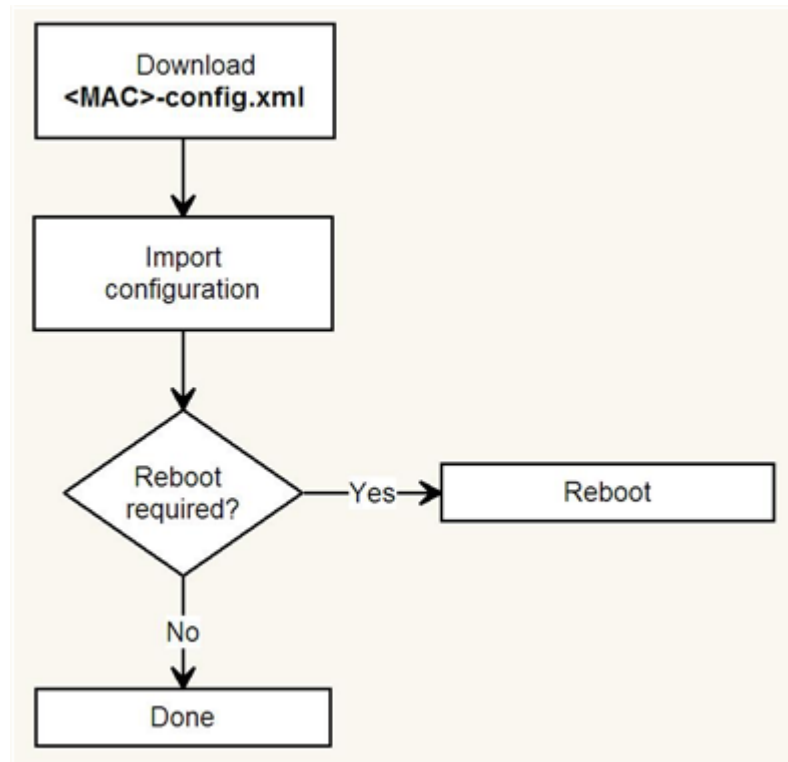 Download
<MAC>-config.xml
Import
configuration
Reboot
required?
Yes
Reboot
No
Done